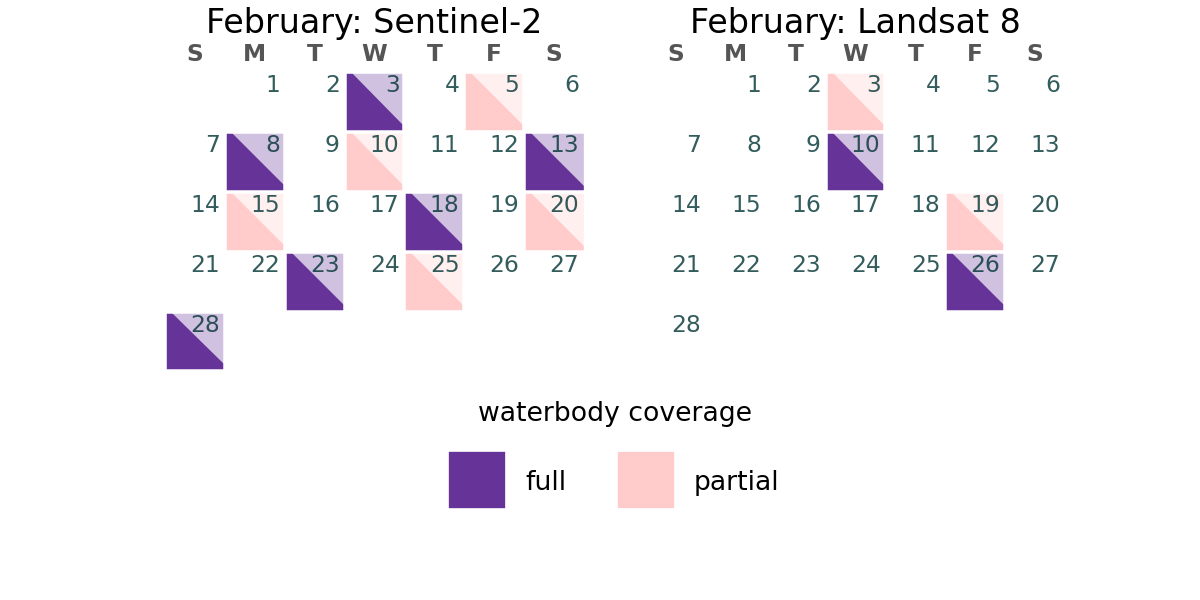 February: Sentinel-2
S M T W T F S
1 2 3 4 5 6
7 8 9 10 11 12 13
14 15 16 17 18 19 20
21 22 23 24 25 26 27
28
February: Landsat 8
S M T W T F S
1 2 3 4 5 6
7 8 9 10 11 12 13
14 15 16 17 18 19 20
21 22 23 24 25 26 27
28
waterbody coverage
full
partial